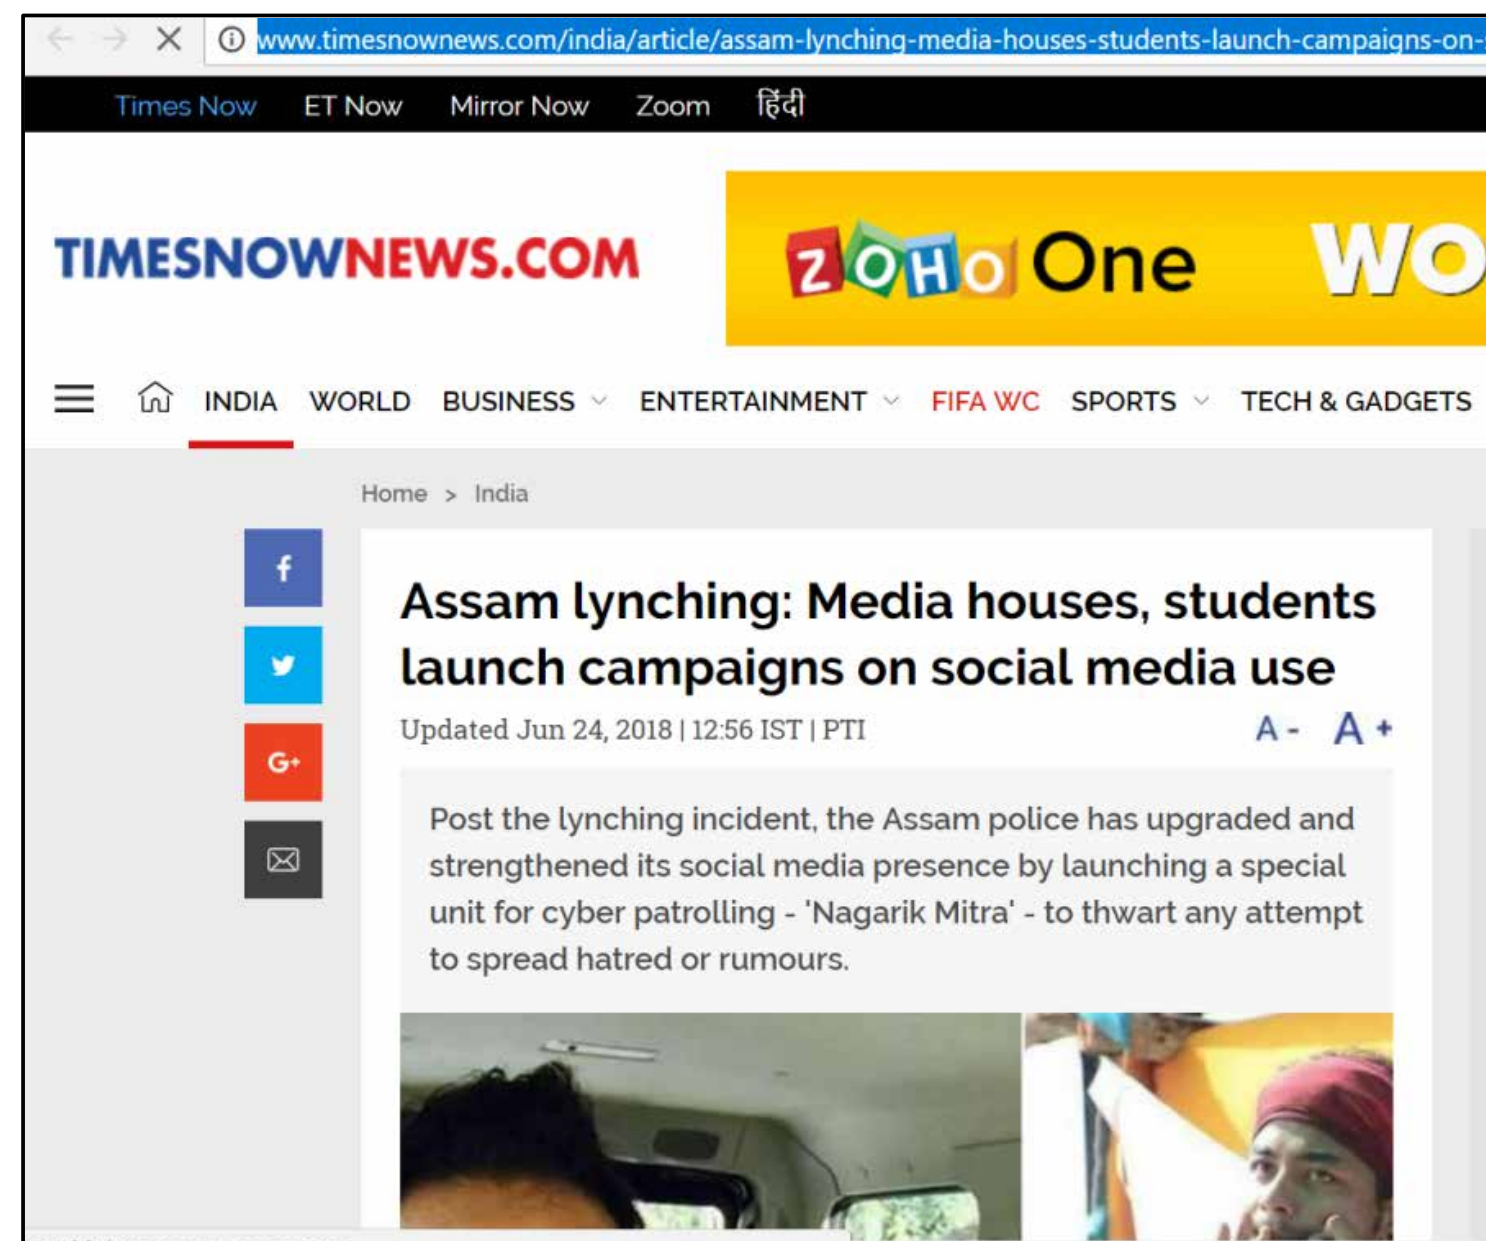 www.timesnownews.com/india/article/assam-lynching-media-houses-students-launch-campaigns-on-
Times Now ET Now Mirror Now Zoom हिंदी
TIMESNOWNEWS.COM
ZOHO One WO
INDIA WORLD BUSINESS ENTERTAINMENT FIFA WC SPORTS TECH & GADGETS
Home > India
f
G+
Assam lynching: Media houses, students
launch campaigns on social media use
Updated Jun 24, 2018 | 12:56 IST | PTI
A - A +
Post the lynching incident, the Assam police has upgraded and
strengthened its social media presence by launching a special
unit for cyber patrolling - 'Nagarik Mitra' - to thwart any attempt
to spread hatred or rumours.